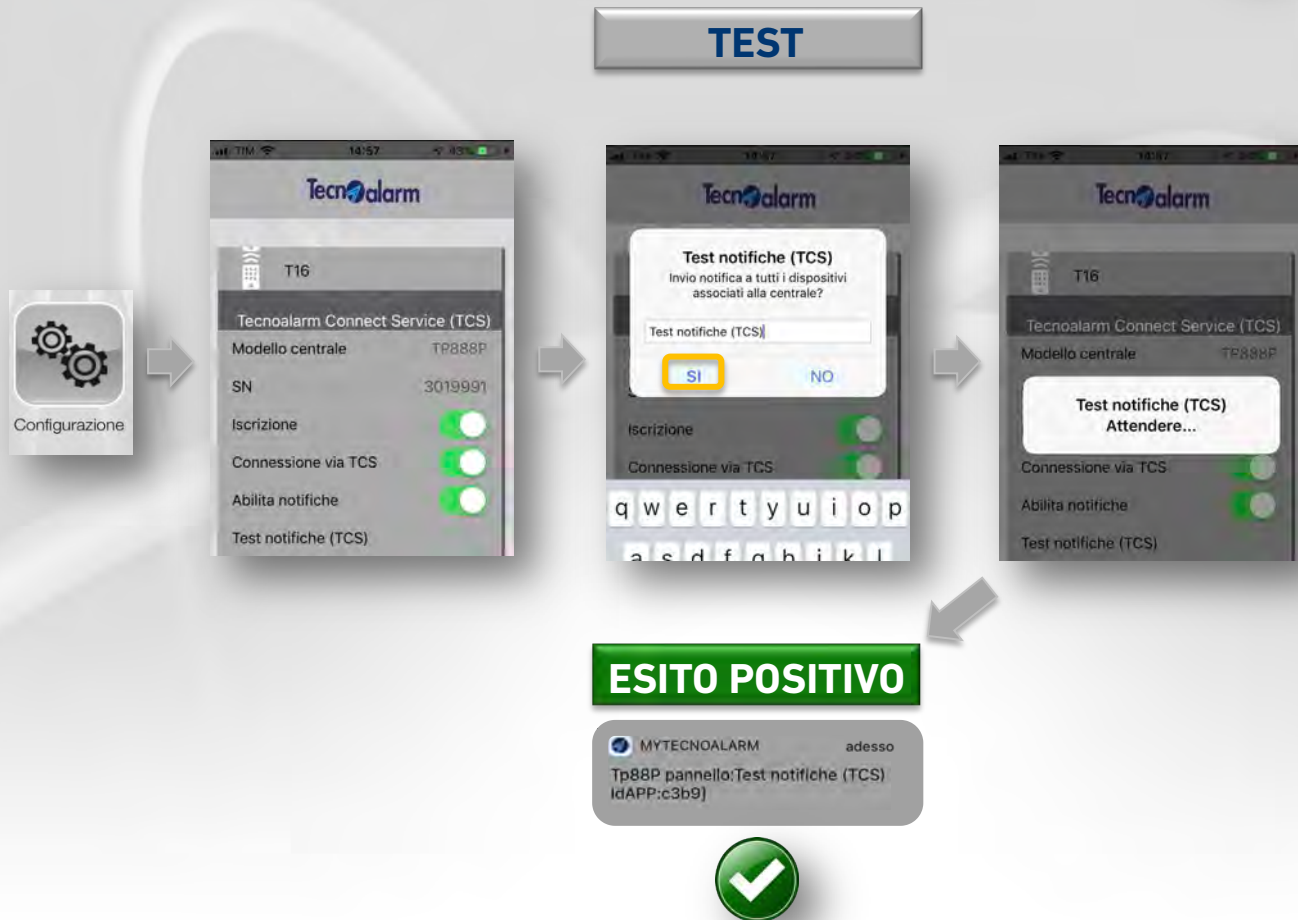 TEST
Configurazione
TIM 14:57 43%
Tecnoalarm
T16
Tecnoalarm Connect Service (TCS)
Modello centrale TP888P
SN 3019991
Iscrizione
Connessione via TCS
Abilita notifiche
Test notifiche (TCS)
Tecnoalarm
Test notifiche (TCS)
Invio notifica a tutti i dispositivi
associati alla centrale?
Test notifiche (TCS)
SI NO
Iscrizione
Connessione via TCS
q w e r t y u i o p
a s d f g h j k l
Tecnoalarm
T16
Tecnoalarm Connect Service (TCS)
Modello centrale TP888P
Test notifiche (TCS)
Attendere...
Connessione via TCS
Abilita notifiche
Test notifiche (TCS)
ESITO POSITIVO
MYTECNOALARM adesso
Tp88P pannello:Test notifiche (TCS)
IdAPP:c3b9]